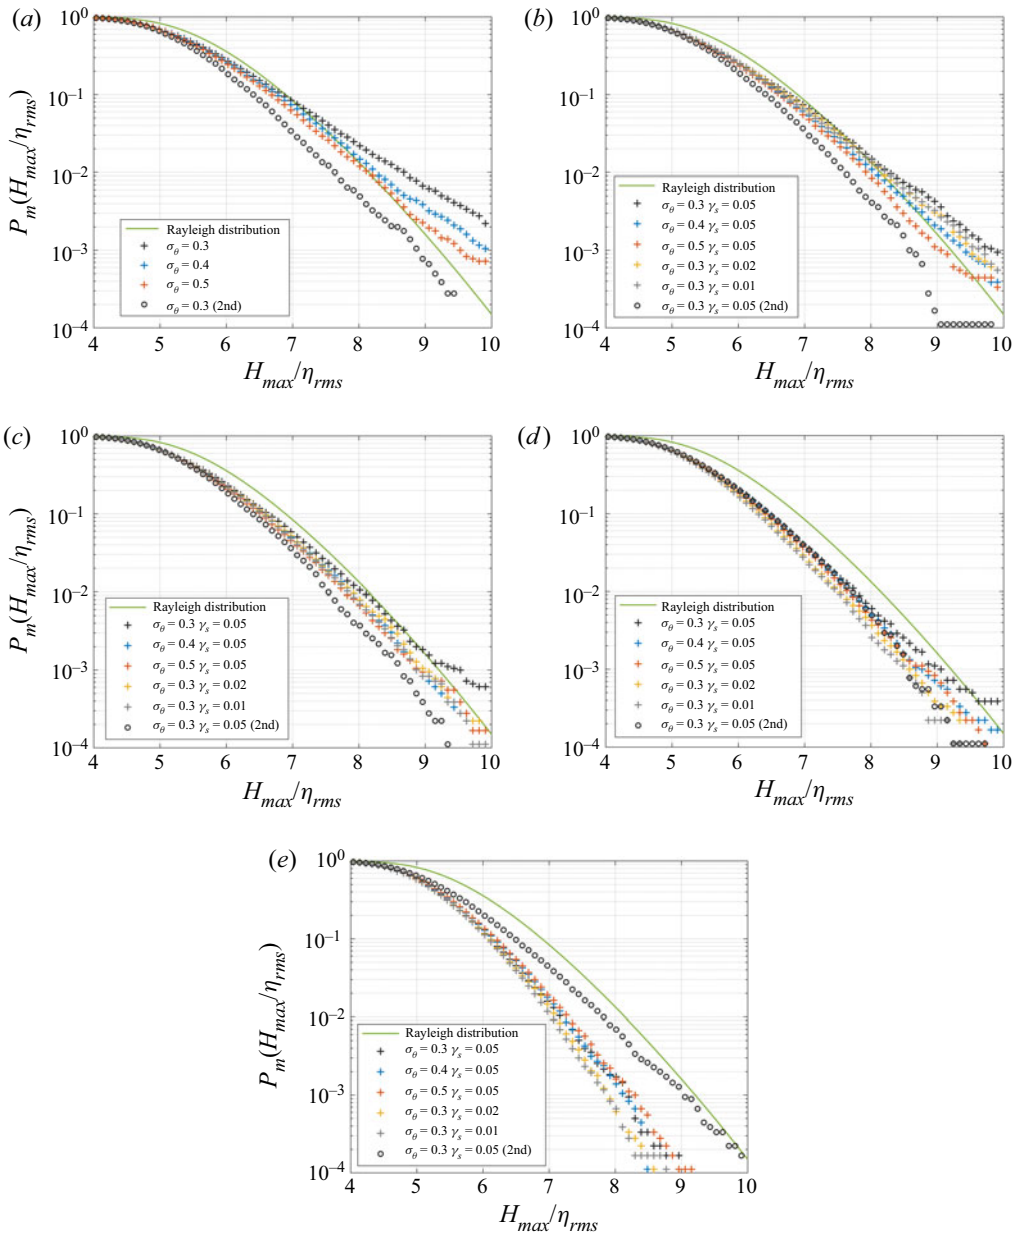 (a)
10⁰
10⁻¹
10⁻²
10⁻³
10⁻⁴
P_m(H_max/η_rms)
Rayleigh distribution
σ_θ = 0.3
σ_θ = 0.4
σ_θ = 0.5
σ_θ = 0.3 (2nd)
4 5 6 7 8 9 10
H_max/η_rms
(b)
10⁰
10⁻¹
10⁻²
10⁻³
10⁻⁴
Rayleigh distribution
σ_θ = 0.3 γ_s = 0.05
σ_θ = 0.4 γ_s = 0.05
σ_θ = 0.5 γ_s = 0.05
σ_θ = 0.3 γ_s = 0.02
σ_θ = 0.3 γ_s = 0.01
σ_θ = 0.3 γ_s = 0.05 (2nd)
4 5 6 7 8 9 10
H_max/η_rms
(c)
10⁰
10⁻¹
10⁻²
10⁻³
10⁻⁴
P_m(H_max/η_rms)
Rayleigh distribution
σ_θ = 0.3 γ_s = 0.05
σ_θ = 0.4 γ_s = 0.05
σ_θ = 0.5 γ_s = 0.05
σ_θ = 0.3 γ_s = 0.02
σ_θ = 0.3 γ_s = 0.01
σ_θ = 0.3 γ_s = 0.05 (2nd)
4 5 6 7 8 9 10
H_max/η_rms
(d)
10⁰
10⁻¹
10⁻²
10⁻³
10⁻⁴
Rayleigh distribution
σ_θ = 0.3 γ_s = 0.05
σ_θ = 0.4 γ_s = 0.05
σ_θ = 0.5 γ_s = 0.05
σ_θ = 0.3 γ_s = 0.02
σ_θ = 0.3 γ_s = 0.01
σ_θ = 0.3 γ_s = 0.05 (2nd)
4 5 6 7 8 9 10
H_max/η_rms
(e)
10⁰
10⁻¹
10⁻²
10⁻³
10⁻⁴
P_m(H_max/η_rms)
Rayleigh distribution
σ_θ = 0.3 γ_s = 0.05
σ_θ = 0.4 γ_s = 0.05
σ_θ = 0.5 γ_s = 0.05
σ_θ = 0.3 γ_s = 0.02
σ_θ = 0.3 γ_s = 0.01
σ_θ = 0.3 γ_s = 0.05 (2nd)
4 5 6 7 8 9 10
H_max/η_rms